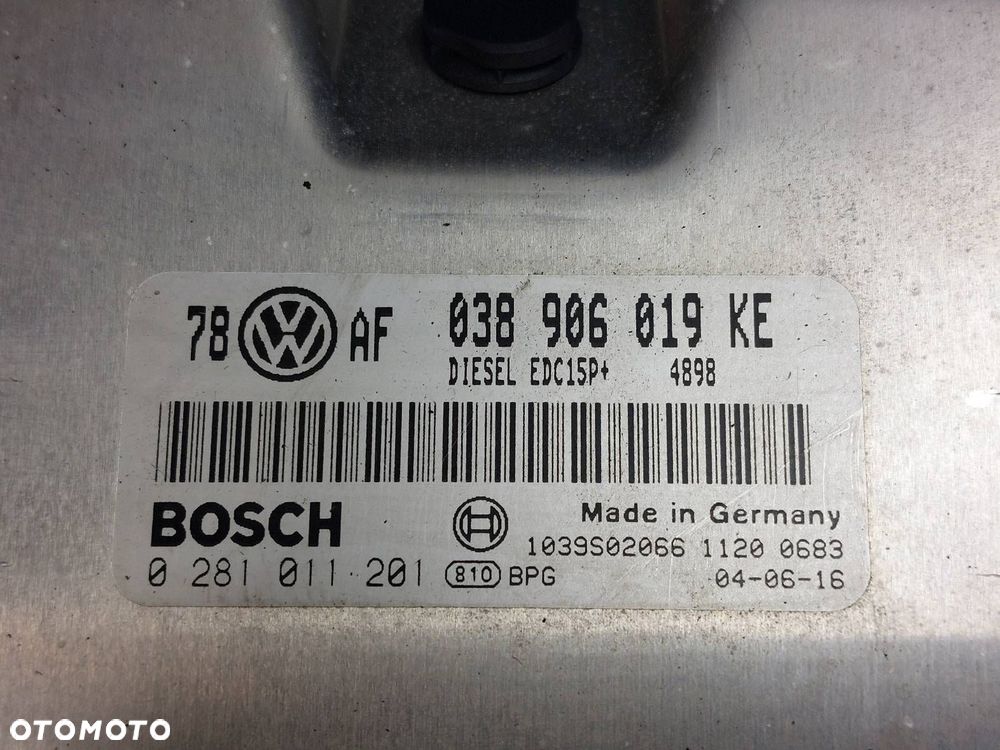 78 AF 038 906 019 KE
DIESEL EDC15P+ 4898
BOSCH
Made in Germany
1039S02066 1120 0683
0 281 011 201 810 BPG 04-06-16
OTOMOTO